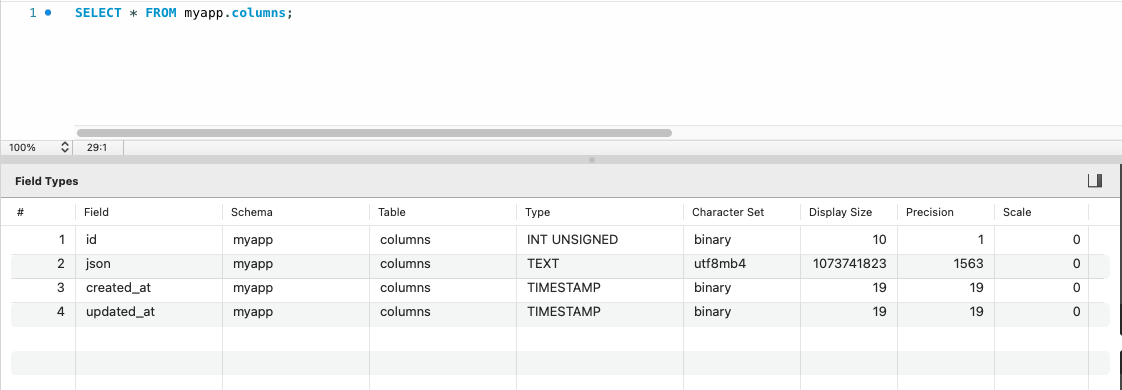 1 SELECT * FROM myapp.columns;
100% 29:1
Field Types
# Field Schema Table Type Character Set Display Size Precision Scale
1 id myapp columns INT UNSIGNED binary 10 1 0
2 json myapp columns TEXT utf8mb4 1073741823 1563 0
3 created_at myapp columns TIMESTAMP binary 19 19 0
4 updated_at myapp columns TIMESTAMP binary 19 19 0